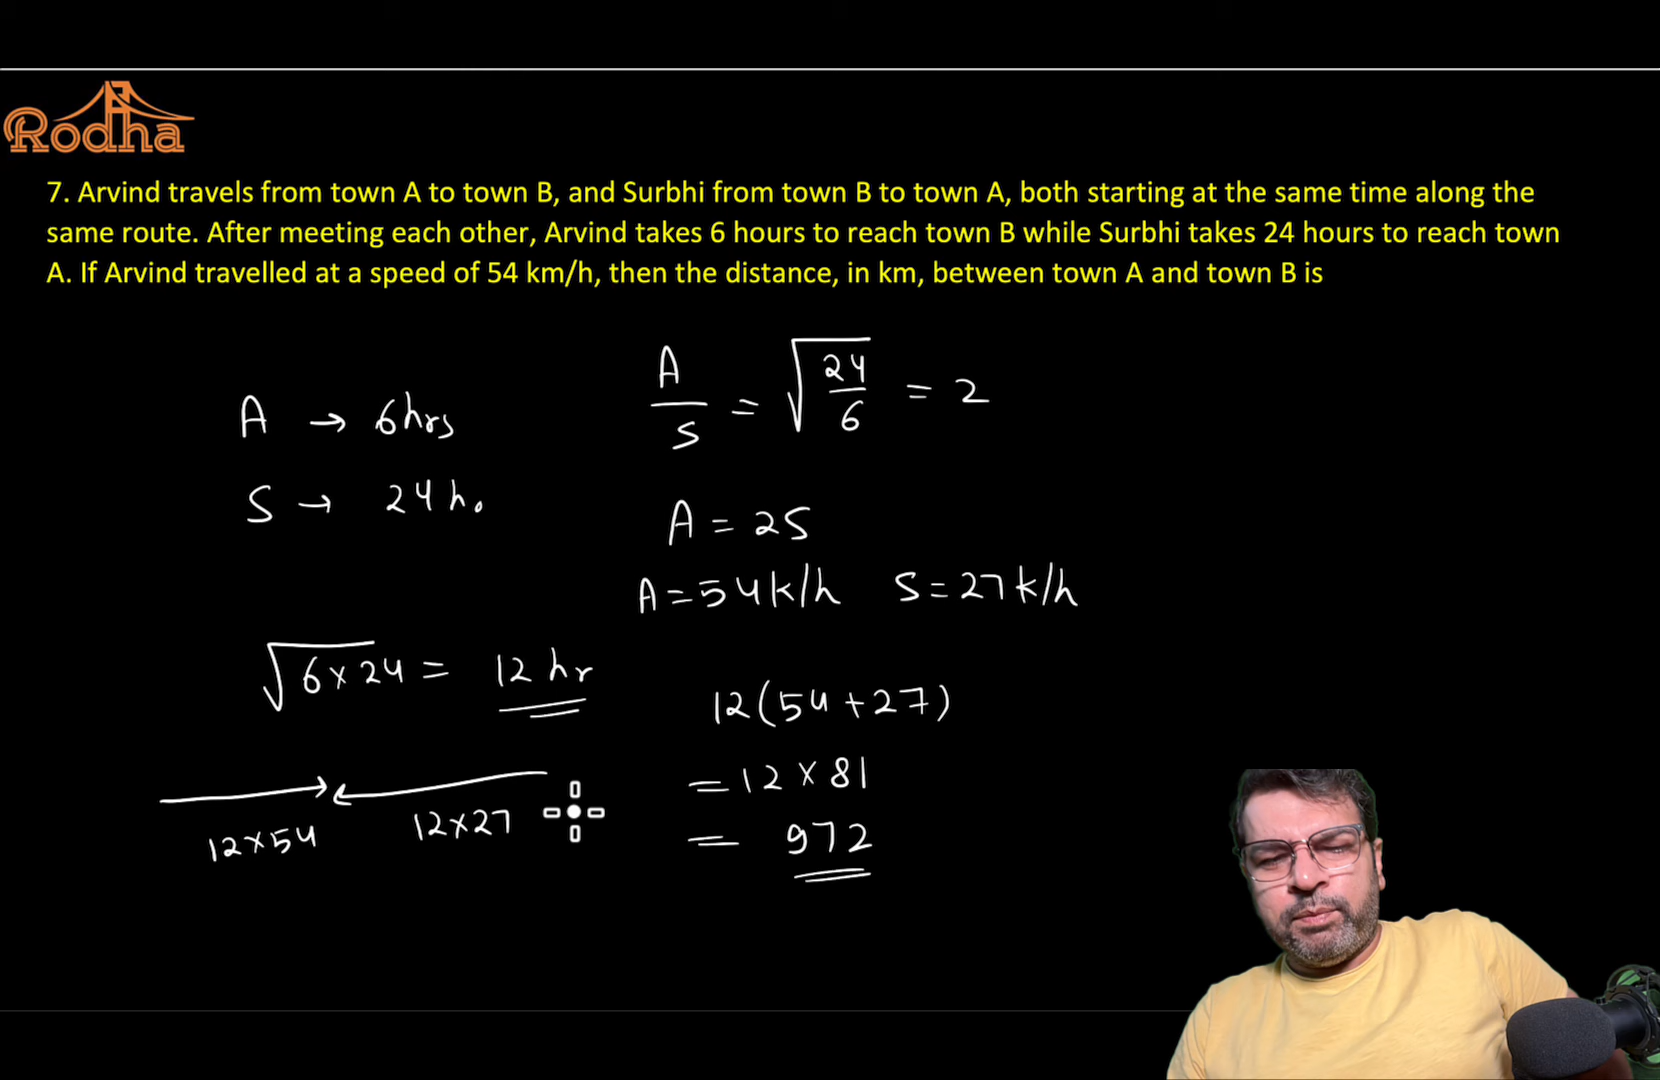 Rodha
7. Arvind travels from town A to town B, and Surbhi from town B to town A, both starting at the same time along the
same route. After meeting each other, Arvind takes 6 hours to reach town B while Surbhi takes 24 hours to reach town
A. If Arvind travelled at a speed of 54 km/h, then the distance, in km, between town A and town B is
A → 6hrs
S → 24 h.
A/S = √(24/6) = 2
A = 2S
A = 54k/h S = 27k/h
√6×24 = 12 hr
12×54 12×27
12(54+27)
= 12 × 81
= 972